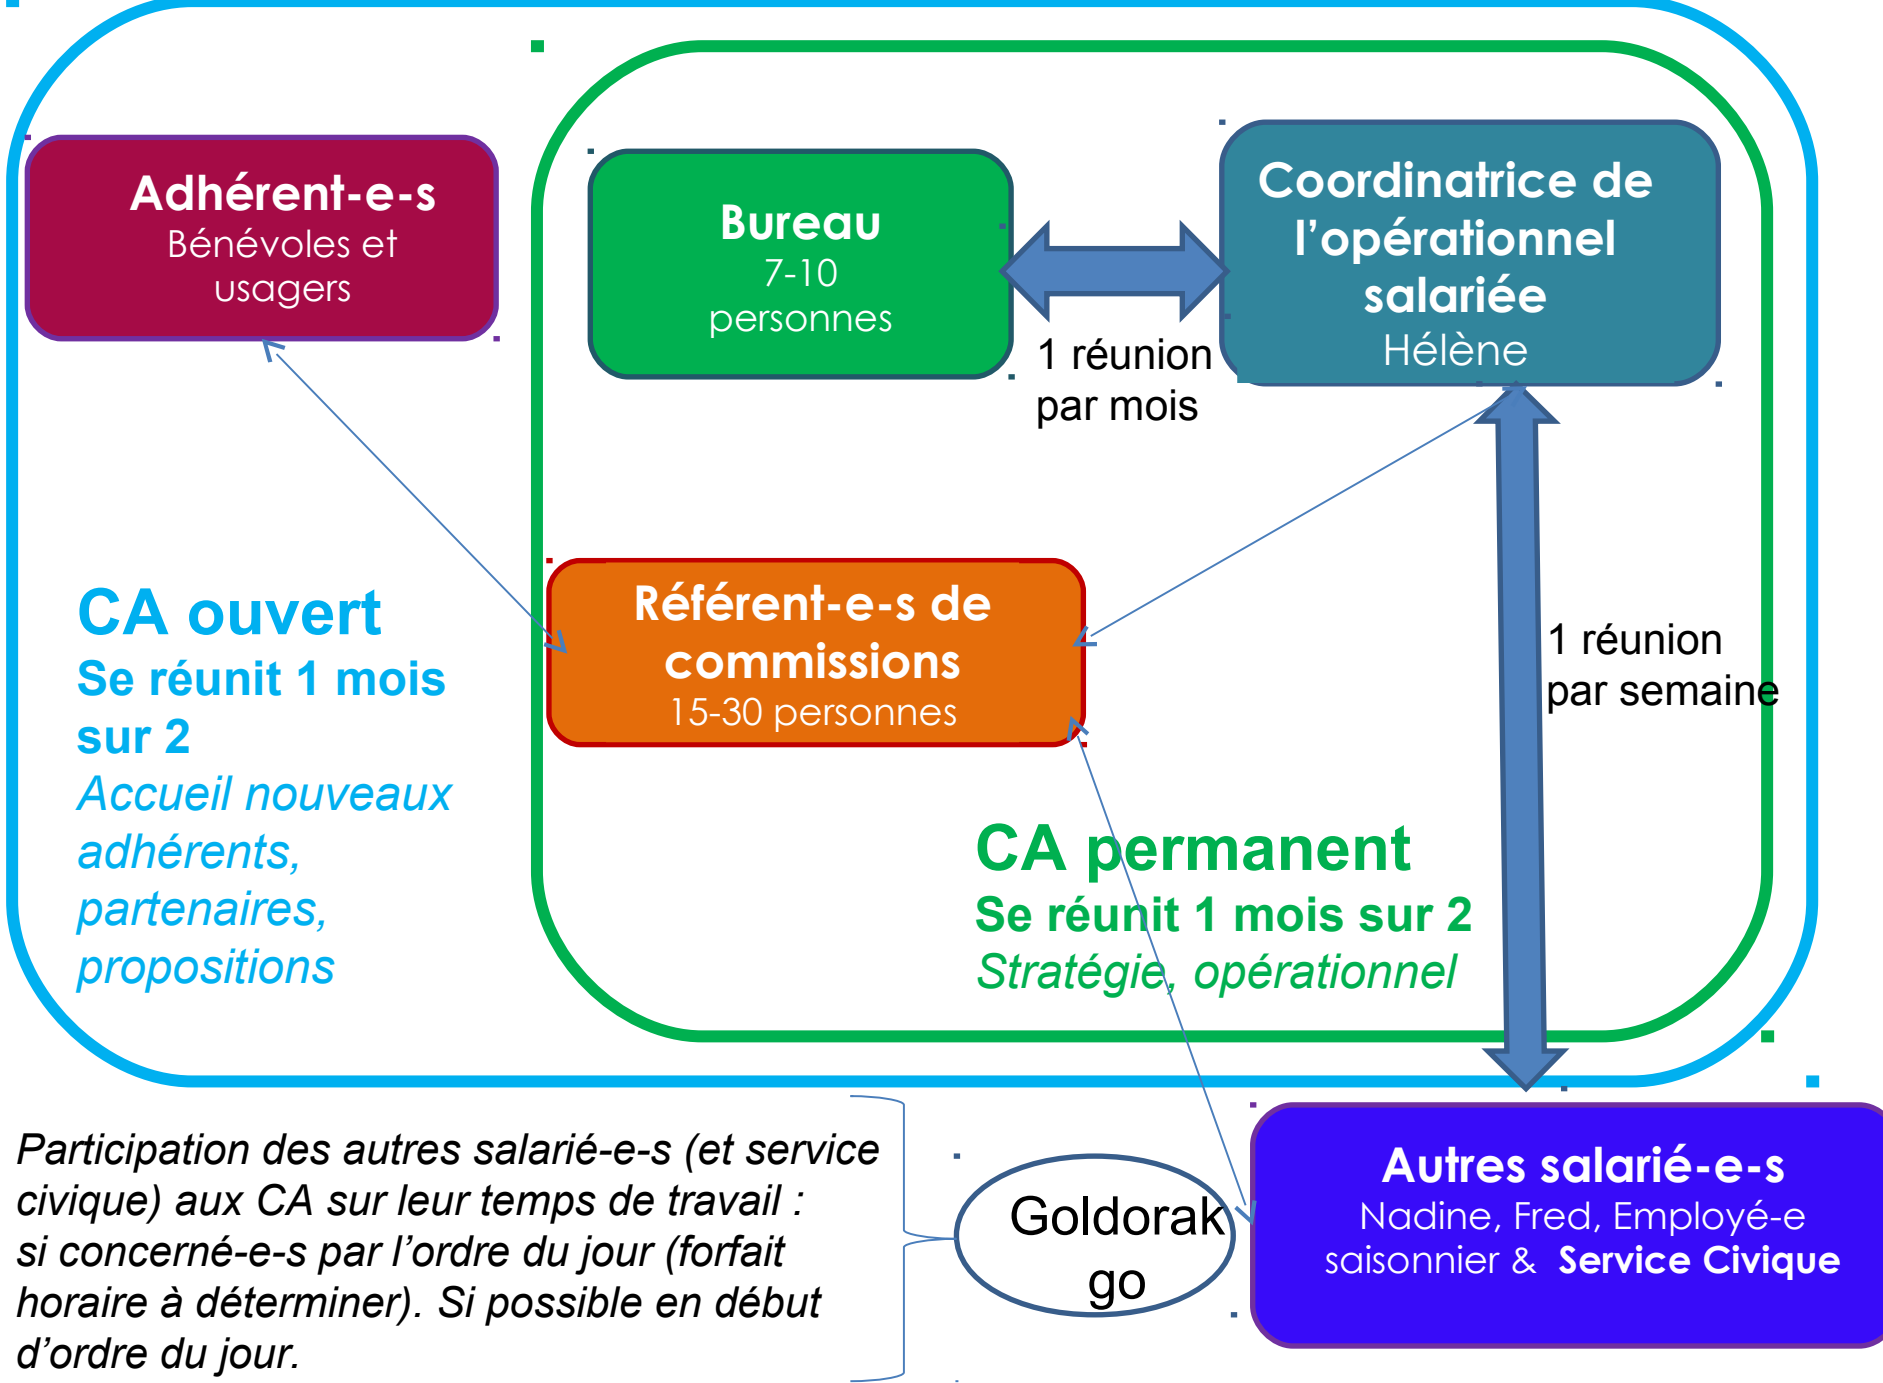 Adhérent-e-s
Bénévoles et
usagers
Bureau
7-10
personnes
Coordinatrice de
l’opérationnel
salariée
Hélène
1 réunion
par mois
Référent-e-s de
commissions
15-30 personnes
CA ouvert
Se réunit 1 mois
sur 2
Accueil nouveaux
adhérents,
partenaires,
propositions
1 réunion
par semaine
CA permanent
Se réunit 1 mois sur 2
Stratégie, opérationnel
Participation des autres salarié-e-s (et service
civique) aux CA sur leur temps de travail :
si concerné-e-s par l’ordre du jour (forfait
horaire à déterminer). Si possible en début
d’ordre du jour.
Goldorak
go
Autres salarié-e-s
Nadine, Fred, Employé-e
saisonnier & Service Civique